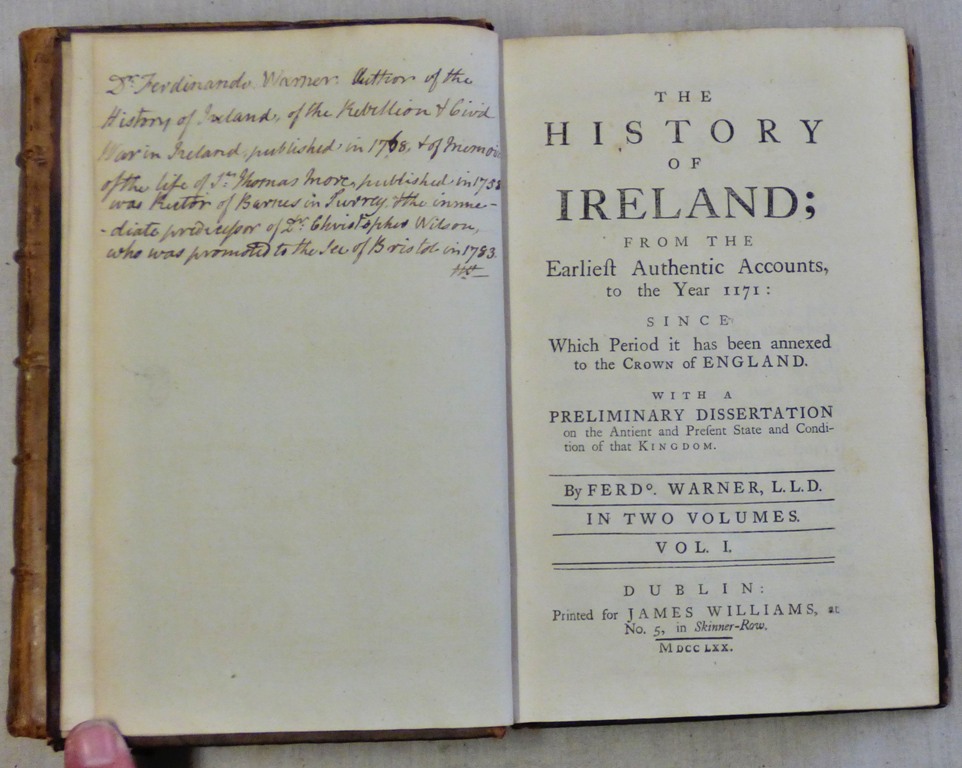 Dr. Ferdinando Warner. Author of the
History of Ireland, of the Rebellion & Civil
War in Ireland, published in 1768, & of Memoirs
of the life of Sr. Thomas More, published in 1758
was Rector of Barnes in Surrey, & the imme-
-diate predecessor of Dr. Christopher Wilson,
who was promoted to the See of Bristol in 1783.
THE
HISTORY
OF
IRELAND;
FROM THE
Earlieſt Authentic Accounts,
to the Year 1171:
SINCE
Which Period it has been annexed
to the CROWN of ENGLAND.
WITH A
PRELIMINARY DISSERTATION
on the Antient and Preſent State and Condi-
tion of that KINGDOM.
By FERDo. WARNER, L.L.D.
IN TWO VOLUMES.
VOL. I.
DUBLIN:
Printed for JAMES WILLIAMS, at
No. 5, in Skinner-Row.
MDCCLXX.